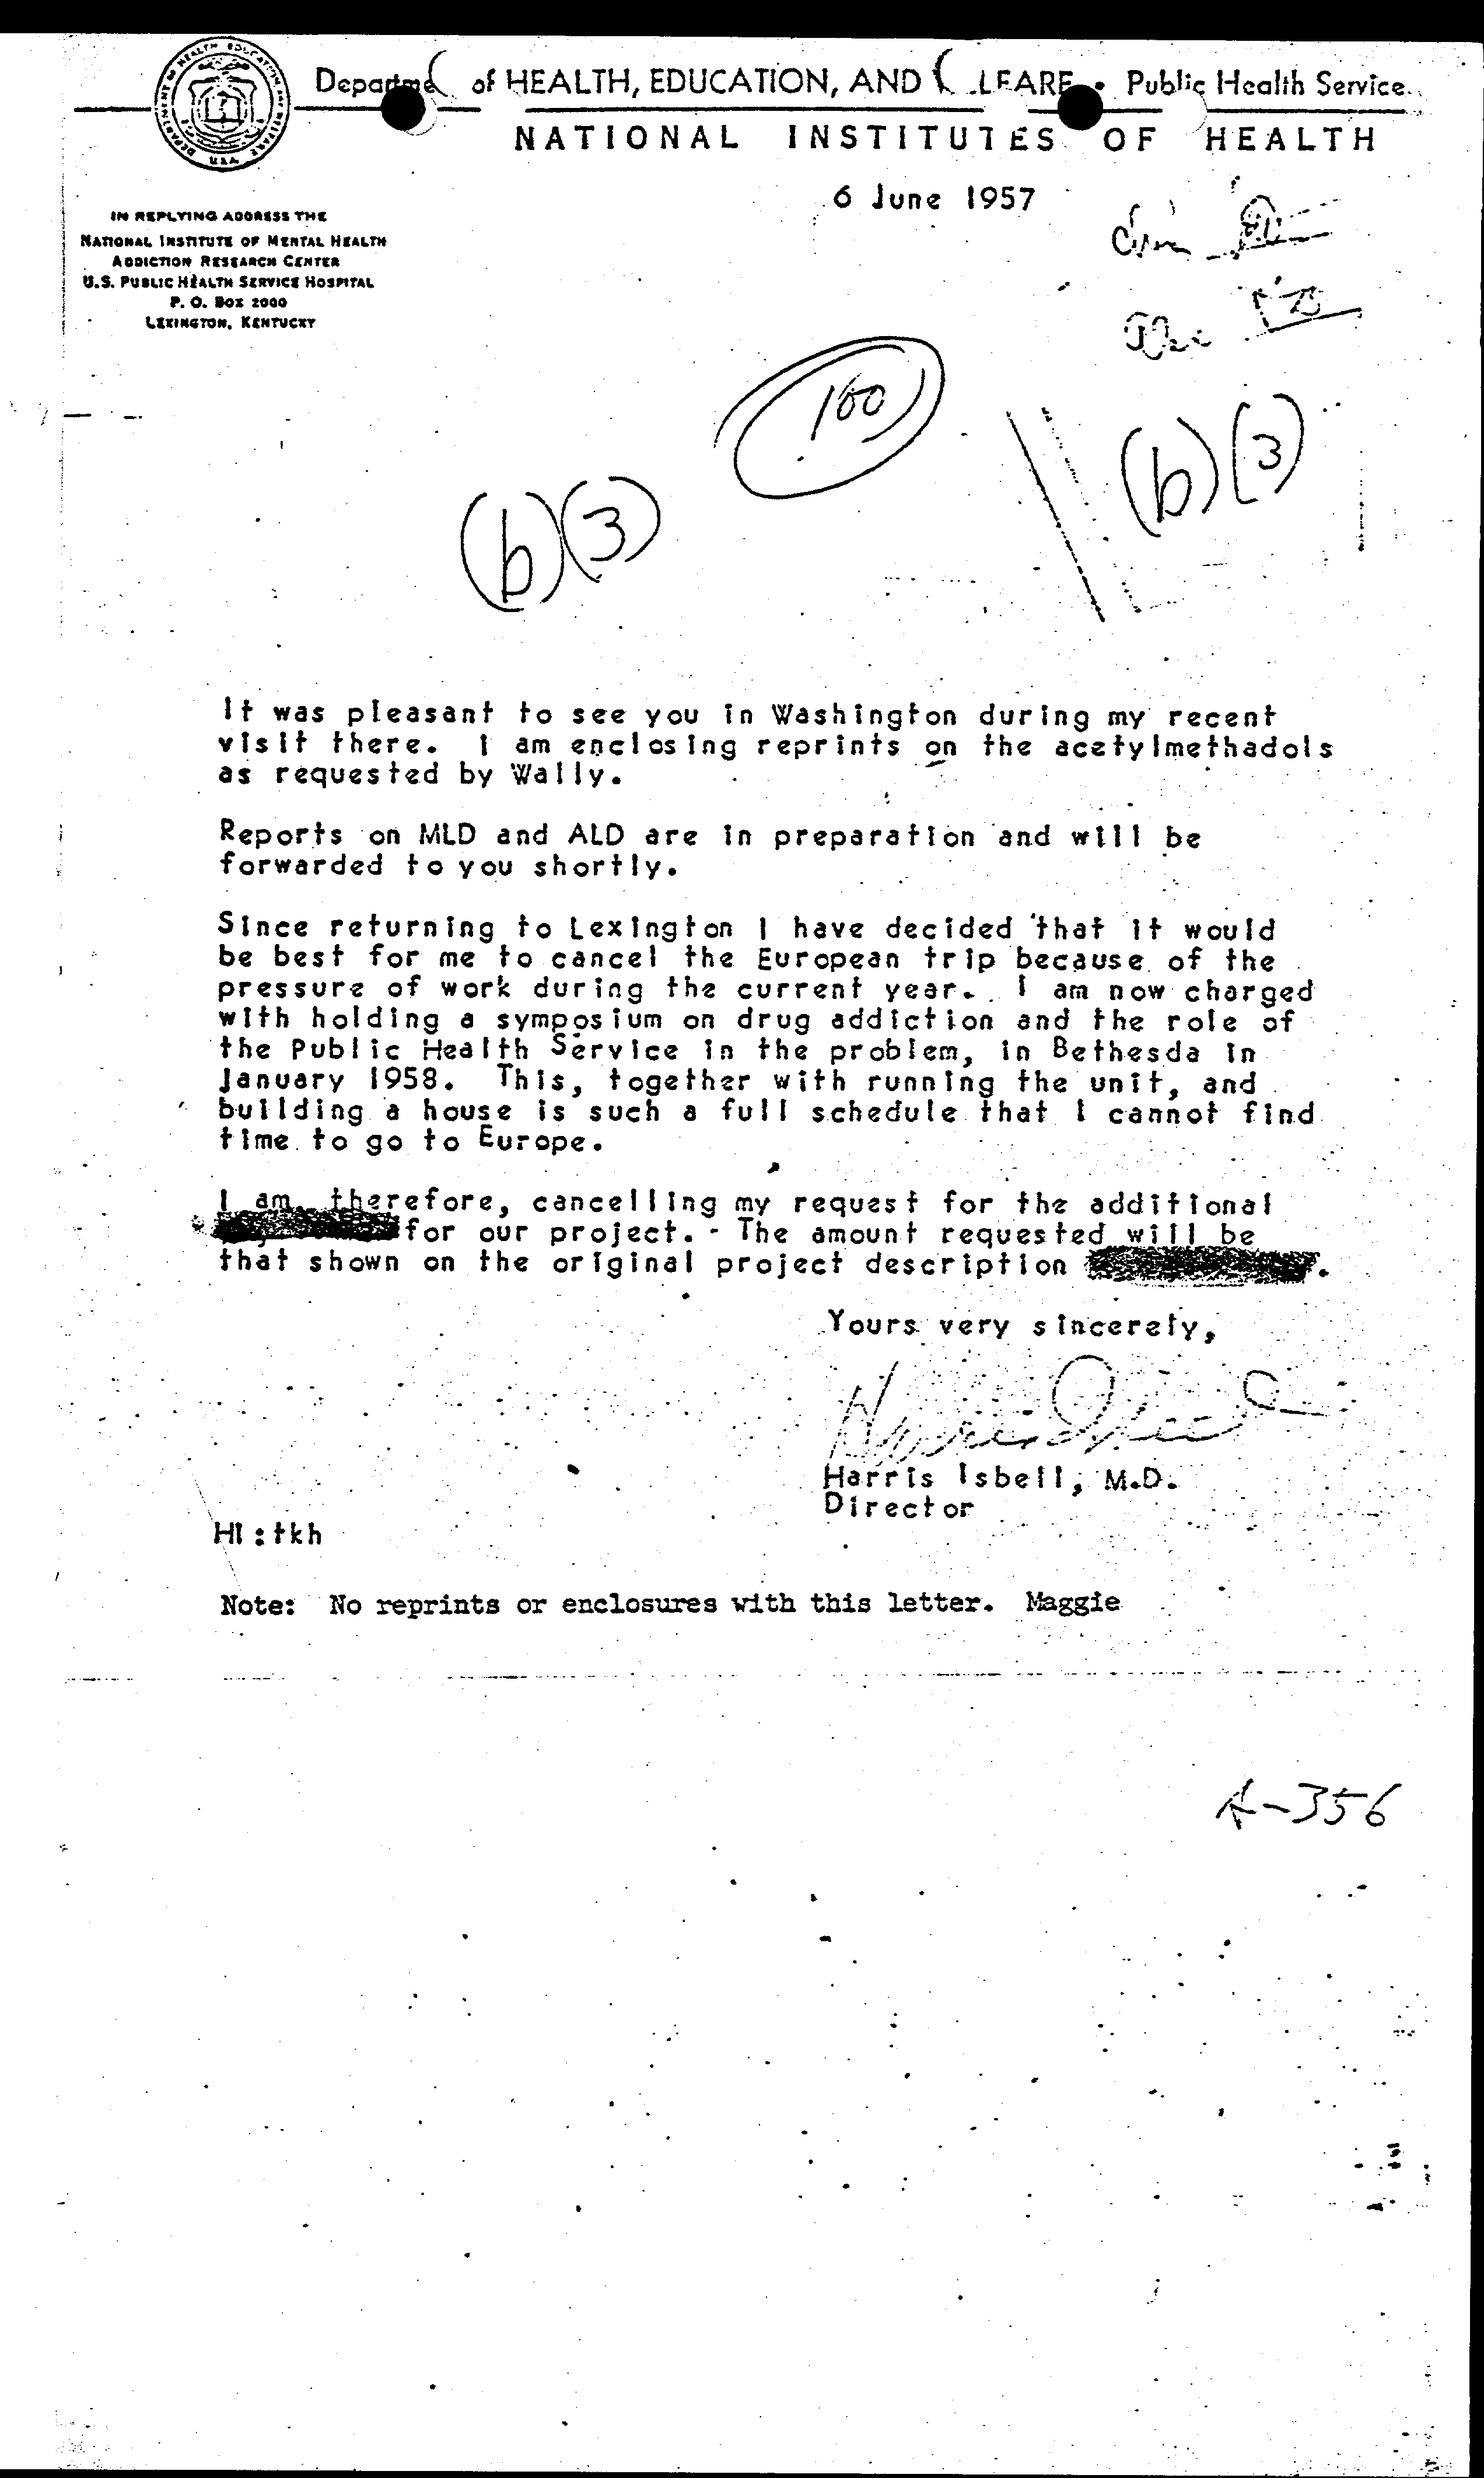 Departme of HEALTH, EDUCATION, AND LFARE • Public Health Service
NATIONAL INSTITUTES OF HEALTH
6 June 1957
IN REPLYING ADDRESS THE
NATIONAL INSTITUTE OF MENTAL HEALTH
ADDICTION RESEARCH CENTER
U.S. PUBLIC HEALTH SERVICE HOSPITAL
P. O. BOX 2000
LEXINGTON, KENTUCKY
160
(b)(3)
(b)(3)
It was pleasant to see you in Washington during my recent
visit there. I am enclosing reprints on the acetylmethadols
as requested by Wally.
Reports on MLD and ALD are in preparation and will be
forwarded to you shortly.
Since returning to Lexington I have decided that it would
be best for me to cancel the European trip because of the
pressure of work during the current year. I am now charged
with holding a symposium on drug addiction and the role of
the Public Health Service in the problem, in Bethesda in
January 1958. This, together with running the unit, and
building a house is such a full schedule that I cannot find
time to go to Europe.
I am, therefore, cancelling my request for the additional
for our project. - The amount requested will be
that shown on the original project description .
Yours very sincerely,
Harris Isbell
Harris Isbell, M.D.
Director
HI:tkh
Note: No reprints or enclosures with this letter. Maggie
A-356